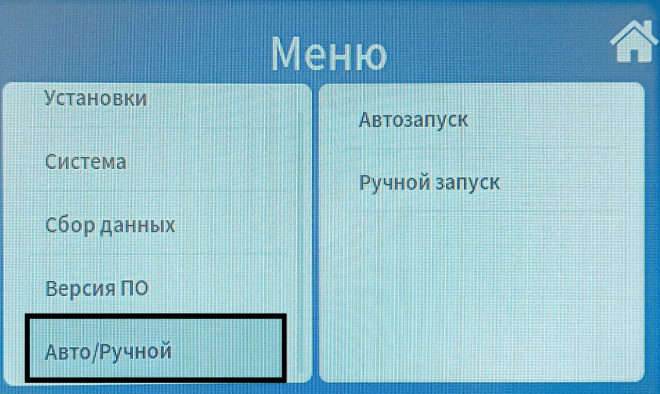 Меню
Установки
Система
Сбор данных
Версия ПО
Авто/Ручной
Автозапуск
Ручной запуск